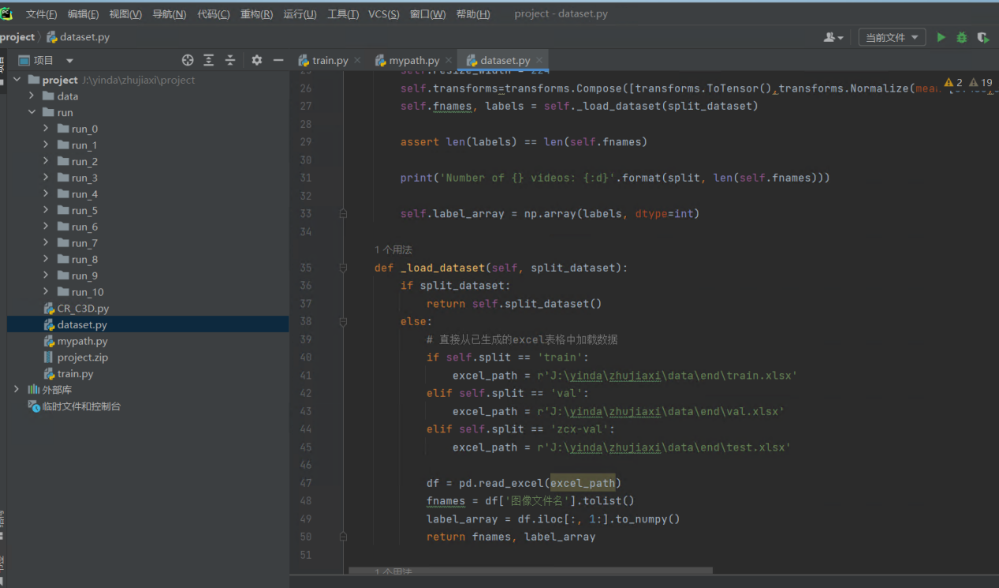 文件(F) 编辑(E) 视图(V) 导航(N) 代码(C) 重构(R) 运行(U) 工具(T) VCS(S) 窗口(W) 帮助(H) project - dataset.py
project dataset.py 当前文件
项目 train.py mypath.py dataset.py
project J:\yinda\zhujiaxi\project
data
run
run_0
run_1
run_2
run_3
run_4
run_5
run_6
run_7
run_8
run_9
run_10
CR_C3D.py
dataset.py
mypath.py
project.zip
train.py
外部库
临时文件和控制台
2 19
26 self.transforms=transforms.Compose([transforms.ToTensor(),transforms.Normalize(mean
27 self.fnames, labels = self._load_dataset(split_dataset)
28
29 assert len(labels) == len(self.fnames)
30
31 print('Number of {} videos: {:d}'.format(split, len(self.fnames)))
32
33 self.label_array = np.array(labels, dtype=int)
34
1 个用法
35 def _load_dataset(self, split_dataset):
36 if split_dataset:
37 return self.split_dataset()
38 else:
39 # 直接从已生成的excel表格中加载数据
40 if self.split == 'train':
41 excel_path = r'J:\yinda\zhujiaxi\data\end\train.xlsx'
42 elif self.split == 'val':
43 excel_path = r'J:\yinda\zhujiaxi\data\end\val.xlsx'
44 elif self.split == 'zcx-val':
45 excel_path = r'J:\yinda\zhujiaxi\data\end\test.xlsx'
46
47 df = pd.read_excel(excel_path)
48 fnames = df['图像文件名'].tolist()
49 label_array = df.iloc[:, 1:].to_numpy()
50 return fnames, label_array
51
1 个用法